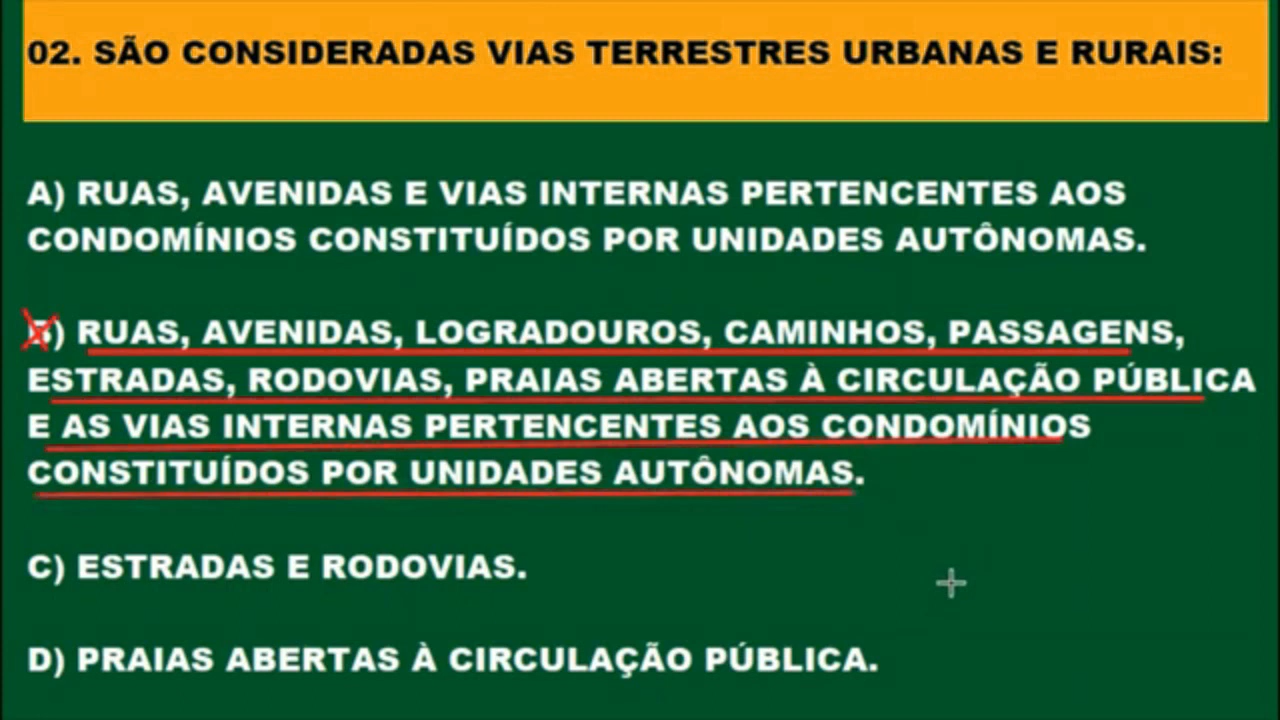 02. SÃO CONSIDERADAS VIAS TERRESTRES URBANAS E RURAIS:
A) RUAS, AVENIDAS E VIAS INTERNAS PERTENCENTES AOS
CONDOMÍNIOS CONSTITUÍDOS POR UNIDADES AUTÔNOMAS.
B) RUAS, AVENIDAS, LOGRADOUROS, CAMINHOS, PASSAGENS,
ESTRADAS, RODOVIAS, PRAIAS ABERTAS À CIRCULAÇÃO PÚBLICA
E AS VIAS INTERNAS PERTENCENTES AOS CONDOMÍNIOS
CONSTITUÍDOS POR UNIDADES AUTÔNOMAS.
C) ESTRADAS E RODOVIAS.
D) PRAIAS ABERTAS À CIRCULAÇÃO PÚBLICA.